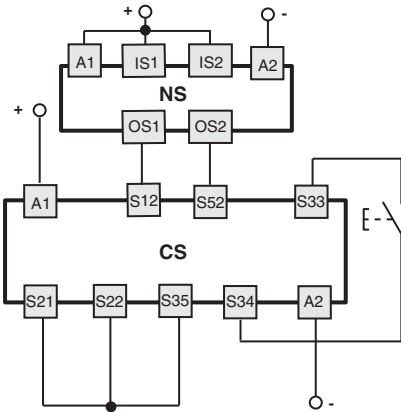 + -
A1 IS1 IS2 A2
NS
+ OS1 OS2
A1 S12 S52 S33
CS
S21 S22 S35 S34 A2
-